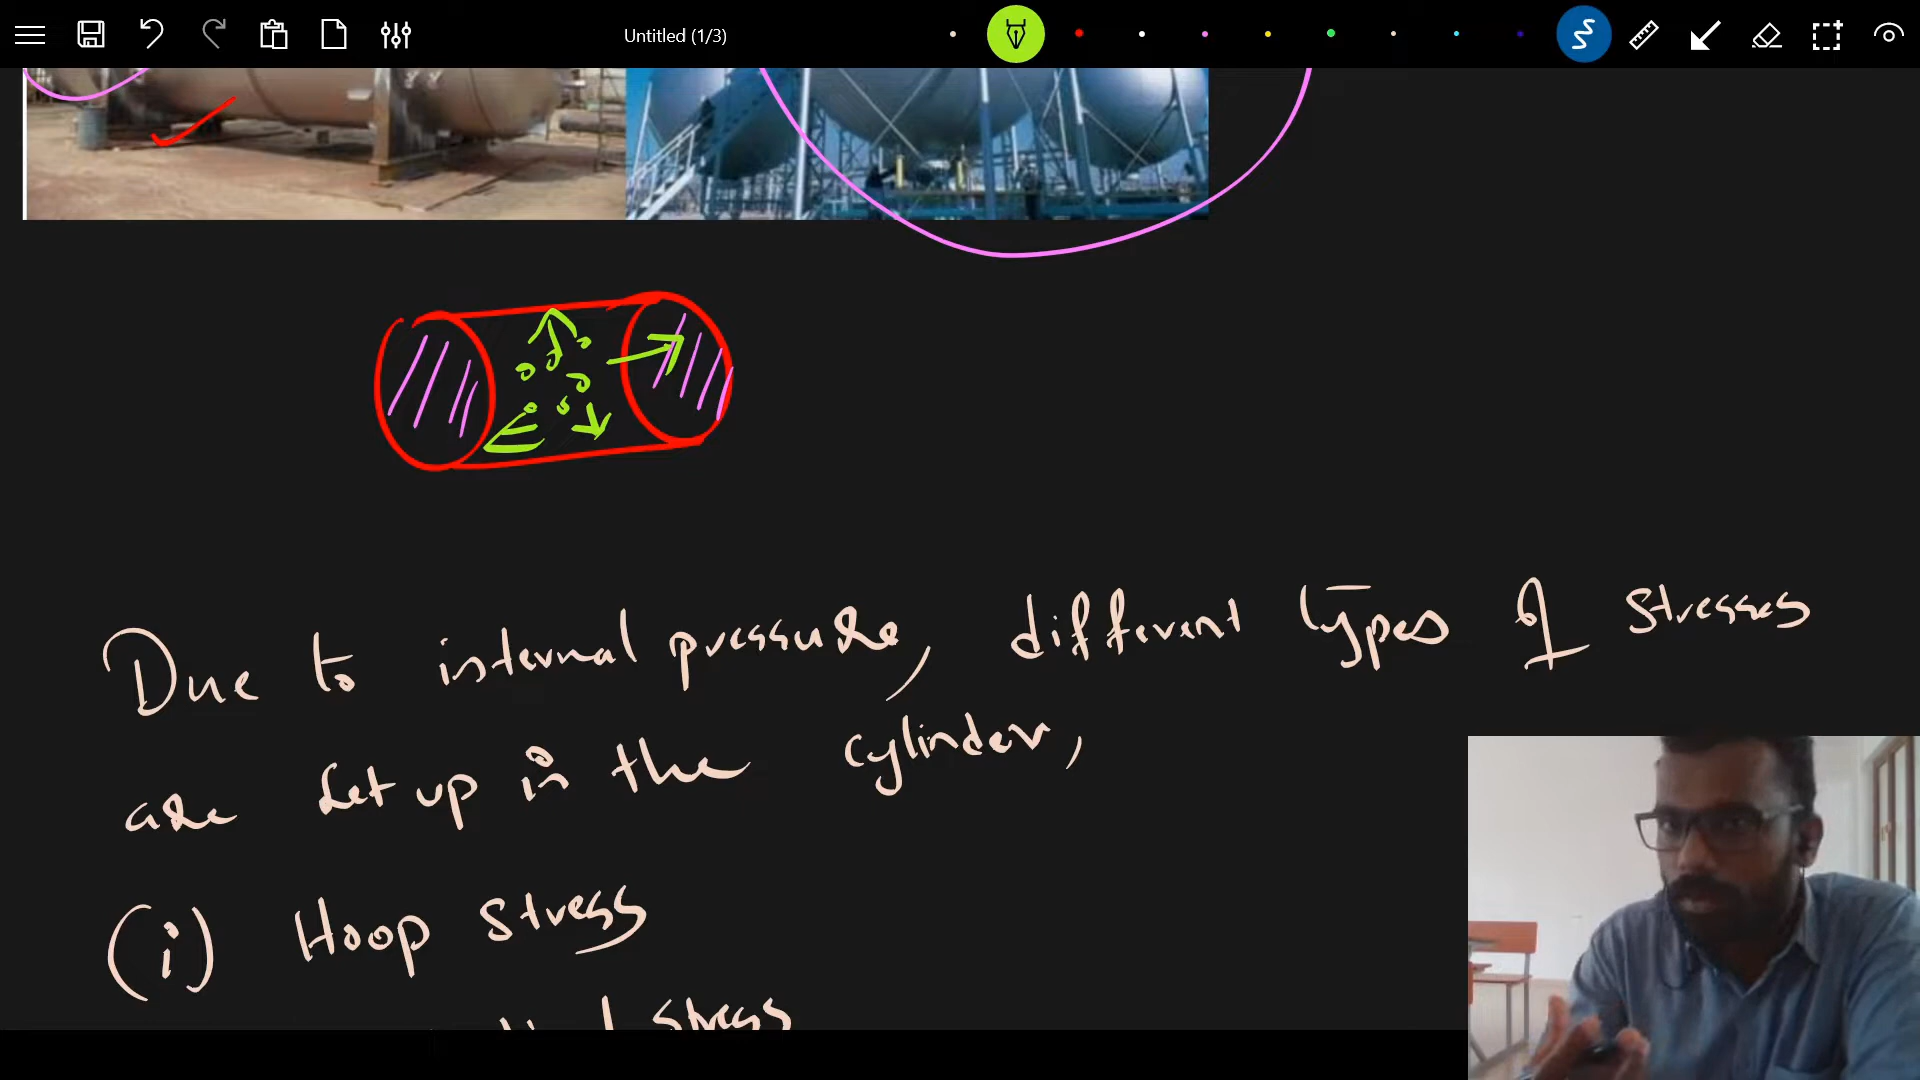 Untitled (1/3)
Due to internal pressure, different types of stresses
are set up in the cylinder,
(i) Hoop stress
stress